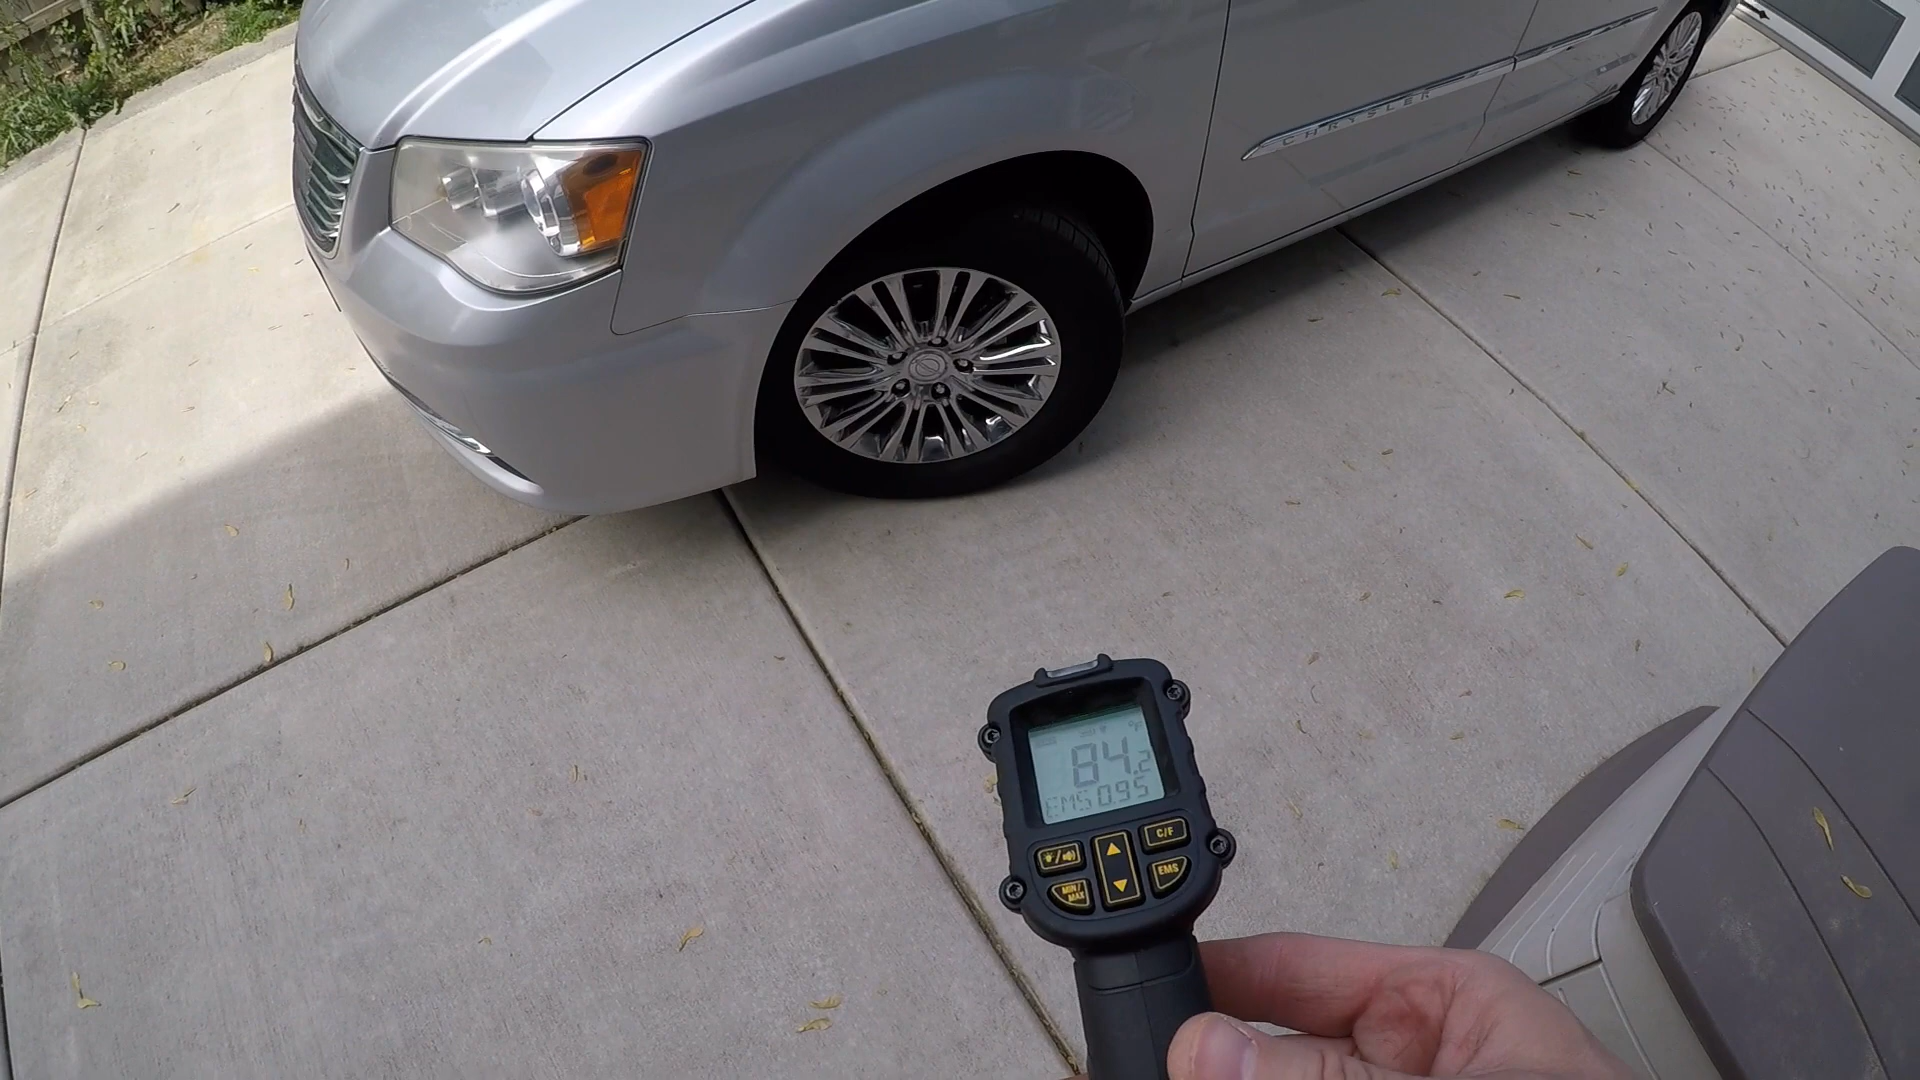 CHRYSLER
°F
84.2
EMS 0.95
C/F
MIN/
MAX
EMS